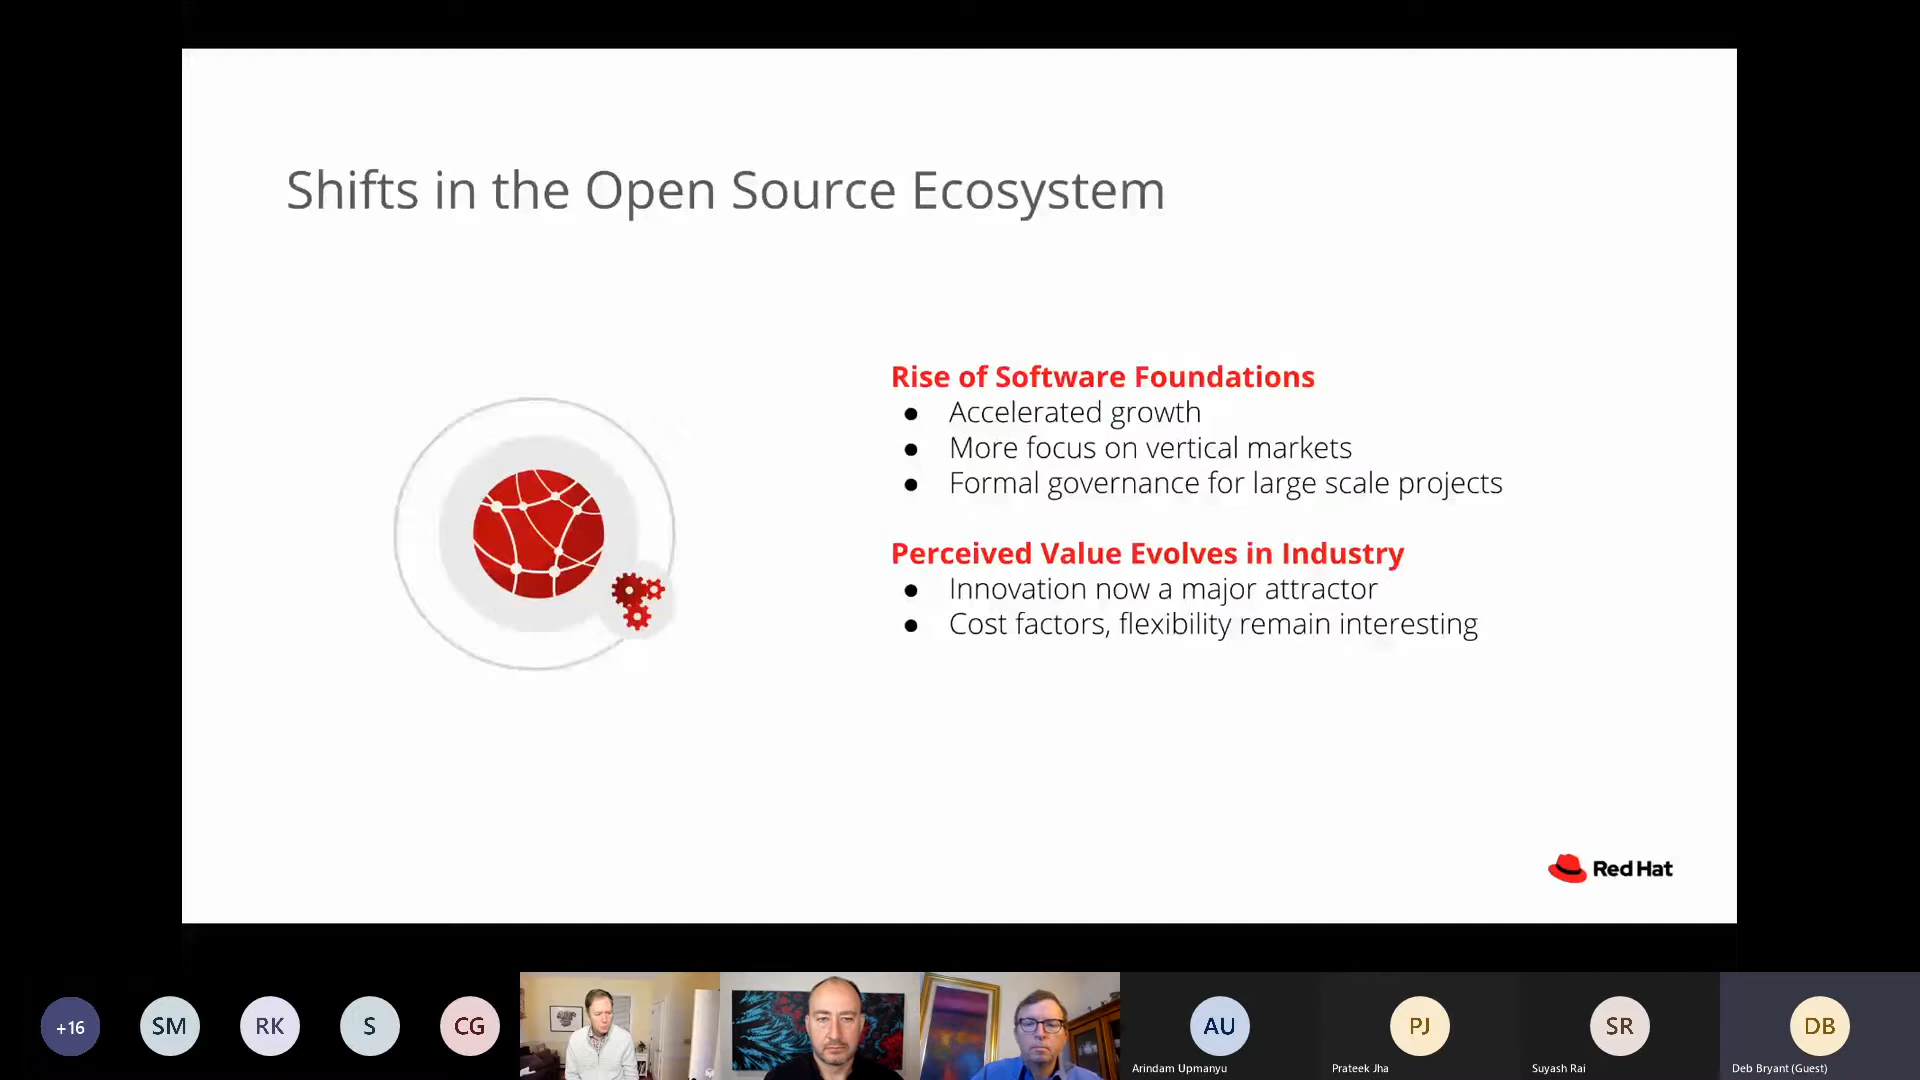 Shifts in the Open Source Ecosystem
Rise of Software Foundations
● Accelerated growth
● More focus on vertical markets
● Formal governance for large scale projects
Perceived Value Evolves in Industry
● Innovation now a major attractor
● Cost factors, flexibility remain interesting
Red Hat
+16
SM
RK
S
CG
AU
Arindam Upmanyu
PJ
Prateek Jha
SR
Suyash Rai
DB
Deb Bryant (Guest)